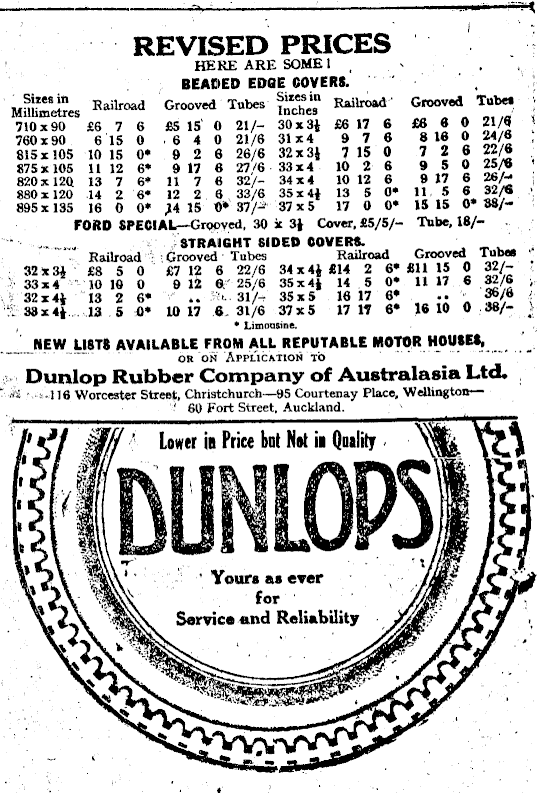 REVISED PRICES
HERE ARE SOME!
BEADED EDGE COVERS.
Sizes in Millimetres Railroad Grooved Tubes Sizes in Inches Railroad Grooved Tubes
710 x 90 £6 7 6 £5 15 0 21/- 30 x 3½ £6 17 6 £6 6 0 21/6
760 x 90 6 15 0 6 4 0 21/6 31 x 4 9 7 6 8 16 0 24/6
815 x 105 10 15 0* 9 2 6 26/6 32 x 3½ 7 15 0 7 2 6 22/6
875 x 105 11 12 6* 9 17 6 27/6 33 x 4 10 2 6 9 5 0 25/6
820 x 120 13 7 6* 11 7 6 32/- 34 x 4 10 12 6 9 17 6 26/-
880 x 120 14 2 6* 12 2 6 33/6 35 x 4½ 13 5 0* 11 5 6 32/6
895 x 135 16 0 0* 14 15 0* 37/- 37 x 5 17 0 0* 15 15 0* 38/-
FORD SPECIAL—Grooved, 30 x 3½ Cover, £5/5/- Tube, 18/-
STRAIGHT SIDED COVERS.
Railroad Grooved Tubes Railroad Grooved Tubes
32 x 3½ £8 5 0 £7 12 6 22/6 34 x 4½ £14 2 6* £11 15 0 32/-
33 x 4 10 10 0 9 12 6 25/6 35 x 4½ 14 5 0* 11 17 6 32/6
32 x 4½ 13 2 6* .. 31/- 35 x 5 16 17 6* .. 36/6
33 x 4½ 13 5 0* 10 17 6 31/6 37 x 5 17 17 6* 16 10 0 38/-
* Limousine.
NEW LISTS AVAILABLE FROM ALL REPUTABLE MOTOR HOUSES,
OR ON APPLICATION TO
Dunlop Rubber Company of Australasia Ltd.
116 Worcester Street, Christchurch—95 Courtenay Place, Wellington—
60 Fort Street, Auckland.
Lower in Price but Not in Quality
DUNLOPS
Yours as ever
for
Service and Reliability